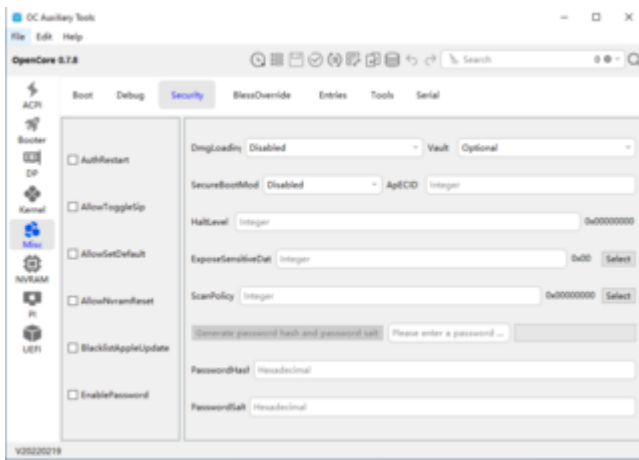 OC Auxiliary Tools
File Edit Help
OpenCore 0.7.8
Search
0
Boot Debug Security BlessOverride Entries Tools Serial
ACPI
Booter
DP
Kernel
Misc
NVRAM
PI
UEFI
AuthRestart
AllowToggleSip
AllowSetDefault
AllowNvramReset
BlacklistAppleUpdate
EnablePassword
DmgLoading Disabled Vault Optional
SecureBootMod Disabled ApECID Integer
HaltLevel Integer 0x00000000
ExposeSensitiveDat Integer 0x00 Select
ScanPolicy Integer 0x00000000 Select
Generate password hash and password salt Please enter a password ...
PasswordHash Hexadecimal
PasswordSalt Hexadecimal
V20220219